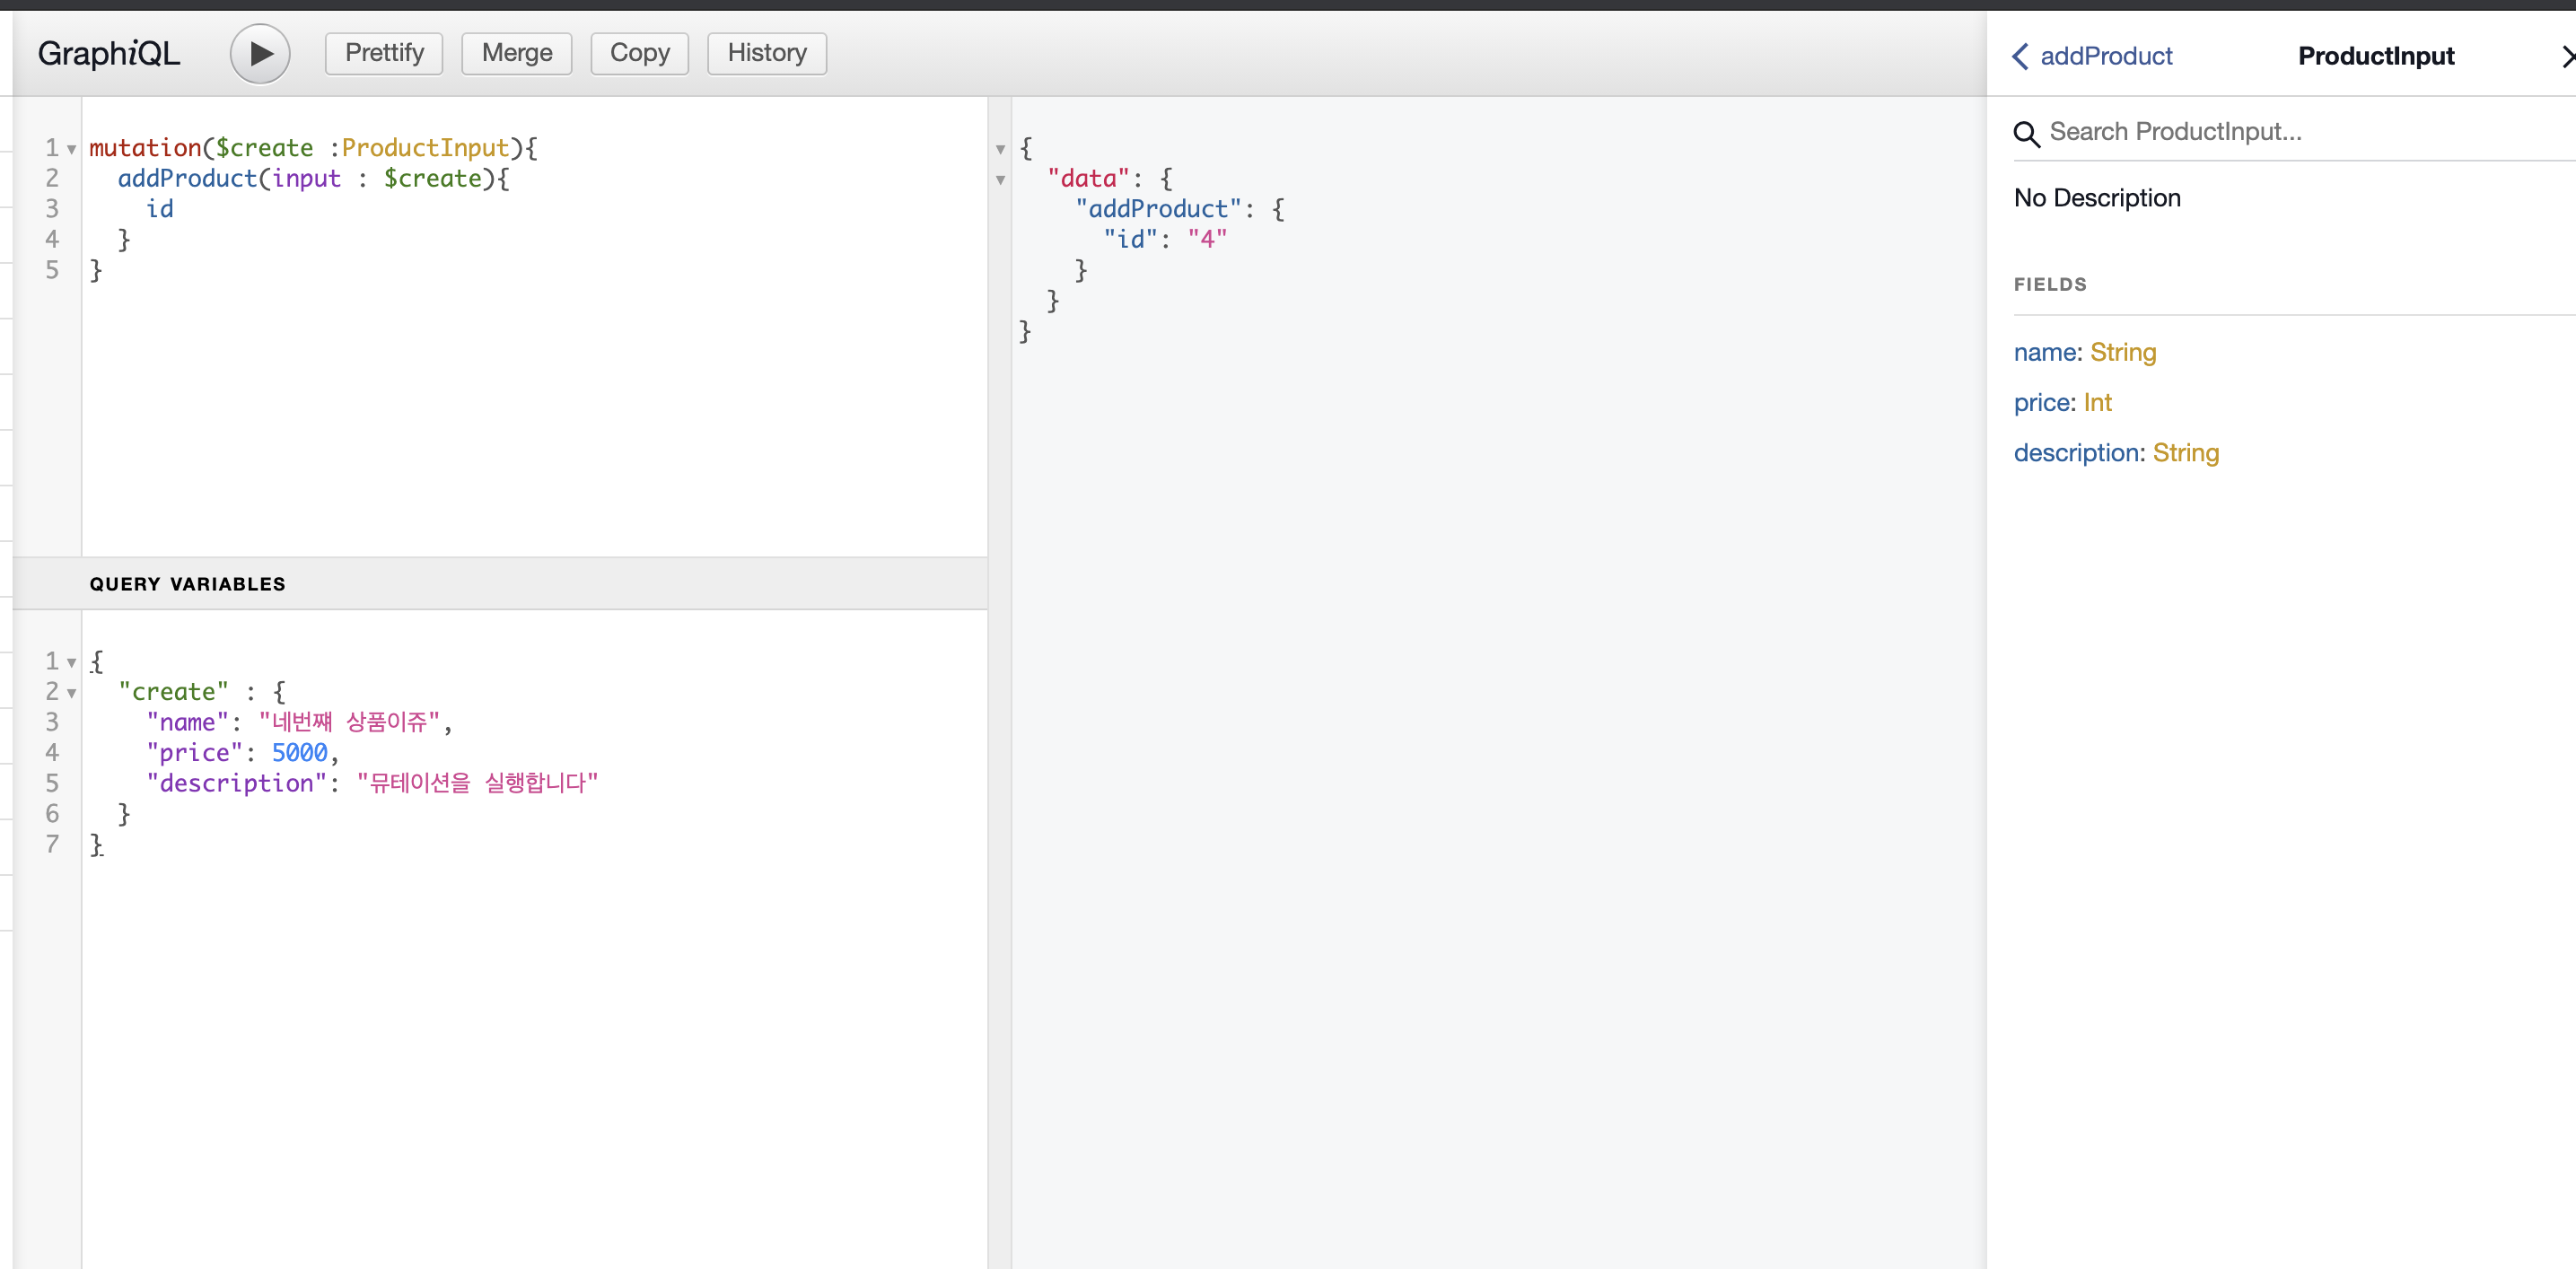 GraphiQL
Prettify
Merge
Copy
History
1 mutation($create :ProductInput){
2 addProduct(input : $create){
3 id
4 }
5 }
QUERY VARIABLES
1 {
2 "create" : {
3 "name": "네번쨰 상품이쥬",
4 "price": 5000,
5 "description": "뮤테이션을 실행합니다"
6 }
7 }
{
"data": {
"addProduct": {
"id": "4"
}
}
}
addProduct
ProductInput
Search ProductInput...
No Description
FIELDS
name: String
price: Int
description: String